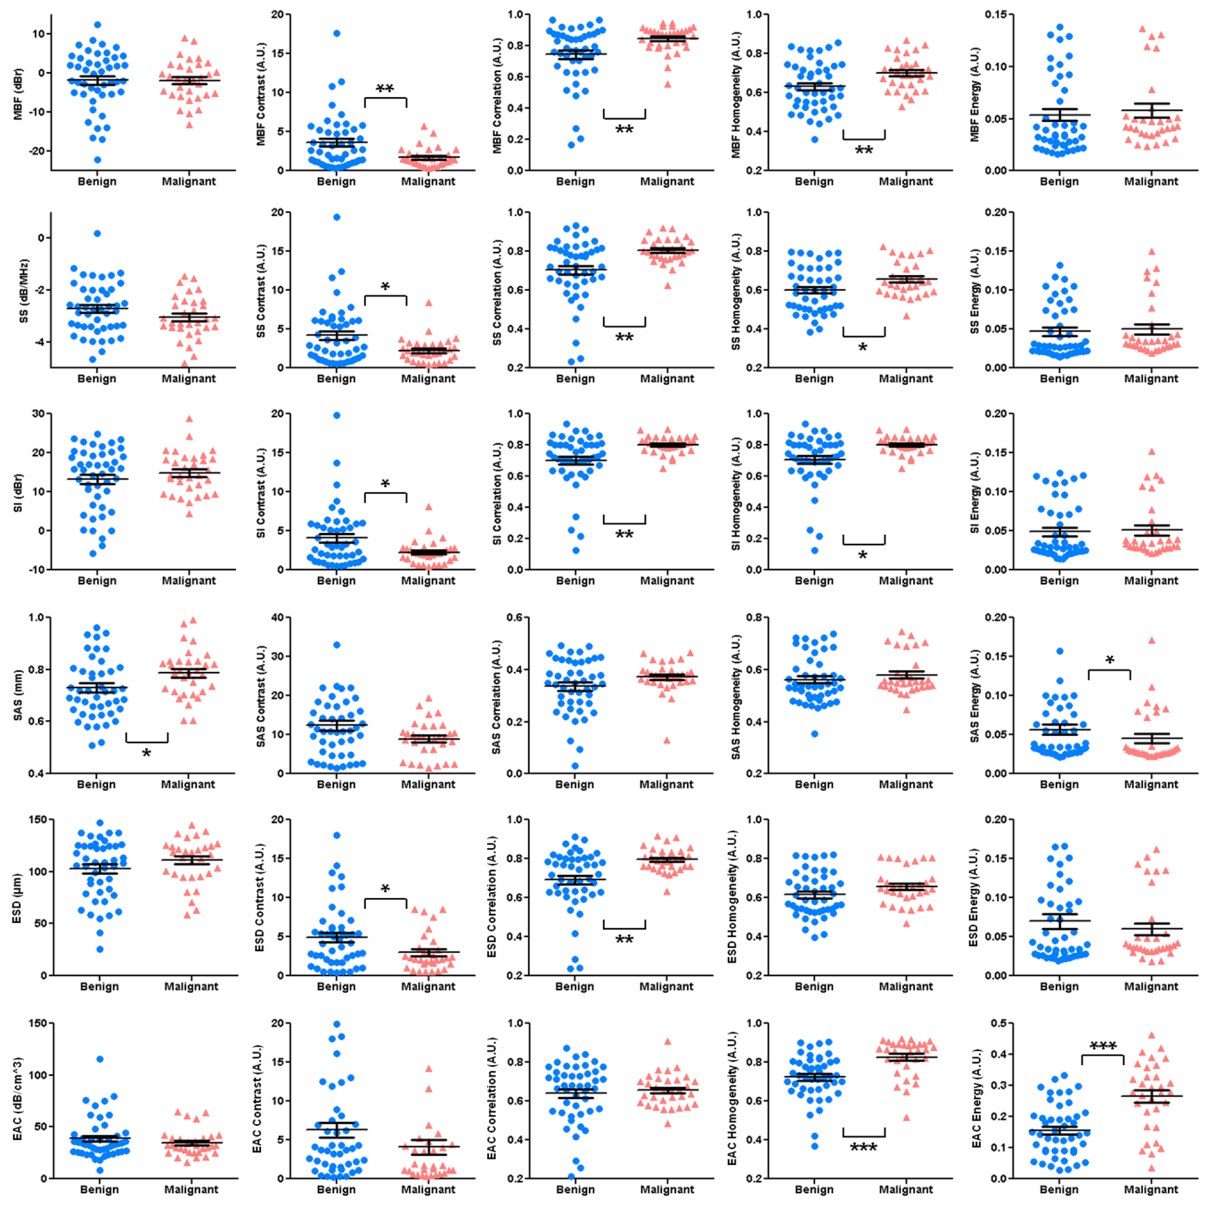 MBF (dBr)
10
0
-10
-20
Benign Malignant
MBF Contrast (A.U.)
20
15
10
5
0
**
Benign Malignant
MBF Correlation (A.U.)
1.0
0.8
0.6
0.4
0.2
0.0
**
Benign Malignant
MBF Homogeneity (A.U.)
1.0
0.8
0.6
0.4
0.2
**
Benign Malignant
MBF Energy (A.U.)
0.15
0.10
0.05
0.00
Benign Malignant
SS (dB/MHz)
0
-2
-4
Benign Malignant
SS Contrast (A.U.)
20
15
10
5
0
*
Benign Malignant
SS Correlation (A.U.)
1.0
0.8
0.6
0.4
0.2
**
Benign Malignant
SS Homogeneity (A.U.)
1.0
0.8
0.6
0.4
0.2
*
Benign Malignant
SS Energy (A.U.)
0.20
0.15
0.10
0.05
0.00
Benign Malignant
SI (dBr)
30
20
10
0
-10
Benign Malignant
SI Contrast (A.U.)
20
15
10
5
0
*
Benign Malignant
SI Correlation (A.U.)
1.0
0.8
0.6
0.4
0.2
0.0
**
Benign Malignant
SI Homogeneity (A.U.)
1.0
0.8
0.6
0.4
0.2
0.0
*
Benign Malignant
SI Energy (A.U.)
0.20
0.15
0.10
0.05
0.00
Benign Malignant
SAS (mm)
1.0
0.8
0.6
0.4
*
Benign Malignant
SAS Contrast (A.U.)
40
30
20
10
0
Benign Malignant
SAS Correlation (A.U.)
0.6
0.4
0.2
0.0
Benign Malignant
SAS Homogeneity (A.U.)
0.8
0.6
0.4
0.2
Benign Malignant
SAS Energy (A.U.)
0.20
0.15
0.10
0.05
0.00
*
Benign Malignant
ESD (µm)
150
100
50
0
Benign Malignant
ESD Contrast (A.U.)
20
15
10
5
0
*
Benign Malignant
ESD Correlation (A.U.)
1.0
0.8
0.6
0.4
0.2
**
Benign Malignant
ESD Homogeneity (A.U.)
1.0
0.8
0.6
0.4
0.2
Benign Malignant
ESD Energy (A.U.)
0.20
0.15
0.10
0.05
0.00
Benign Malignant
EAC (dB/cm^3)
150
100
50
0
Benign Malignant
EAC Contrast (A.U.)
20
15
10
5
0
Benign Malignant
EAC Correlation (A.U.)
1.0
0.8
0.6
0.4
0.2
Benign Malignant
EAC Homogeneity (A.U.)
1.0
0.8
0.6
0.4
0.2
***
Benign Malignant
EAC Energy (A.U.)
0.5
0.4
0.3
0.2
0.1
0.0
***
Benign Malignant